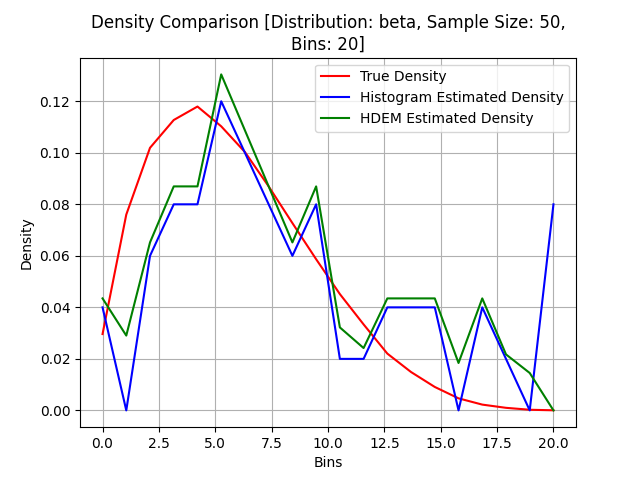 Density Comparison [Distribution: beta, Sample Size: 50,
Bins: 20]
True Density
Histogram Estimated Density
HDEM Estimated Density
Density
0.12
0.10
0.08
0.06
0.04
0.02
0.00
0.0 2.5 5.0 7.5 10.0 12.5 15.0 17.5 20.0
Bins